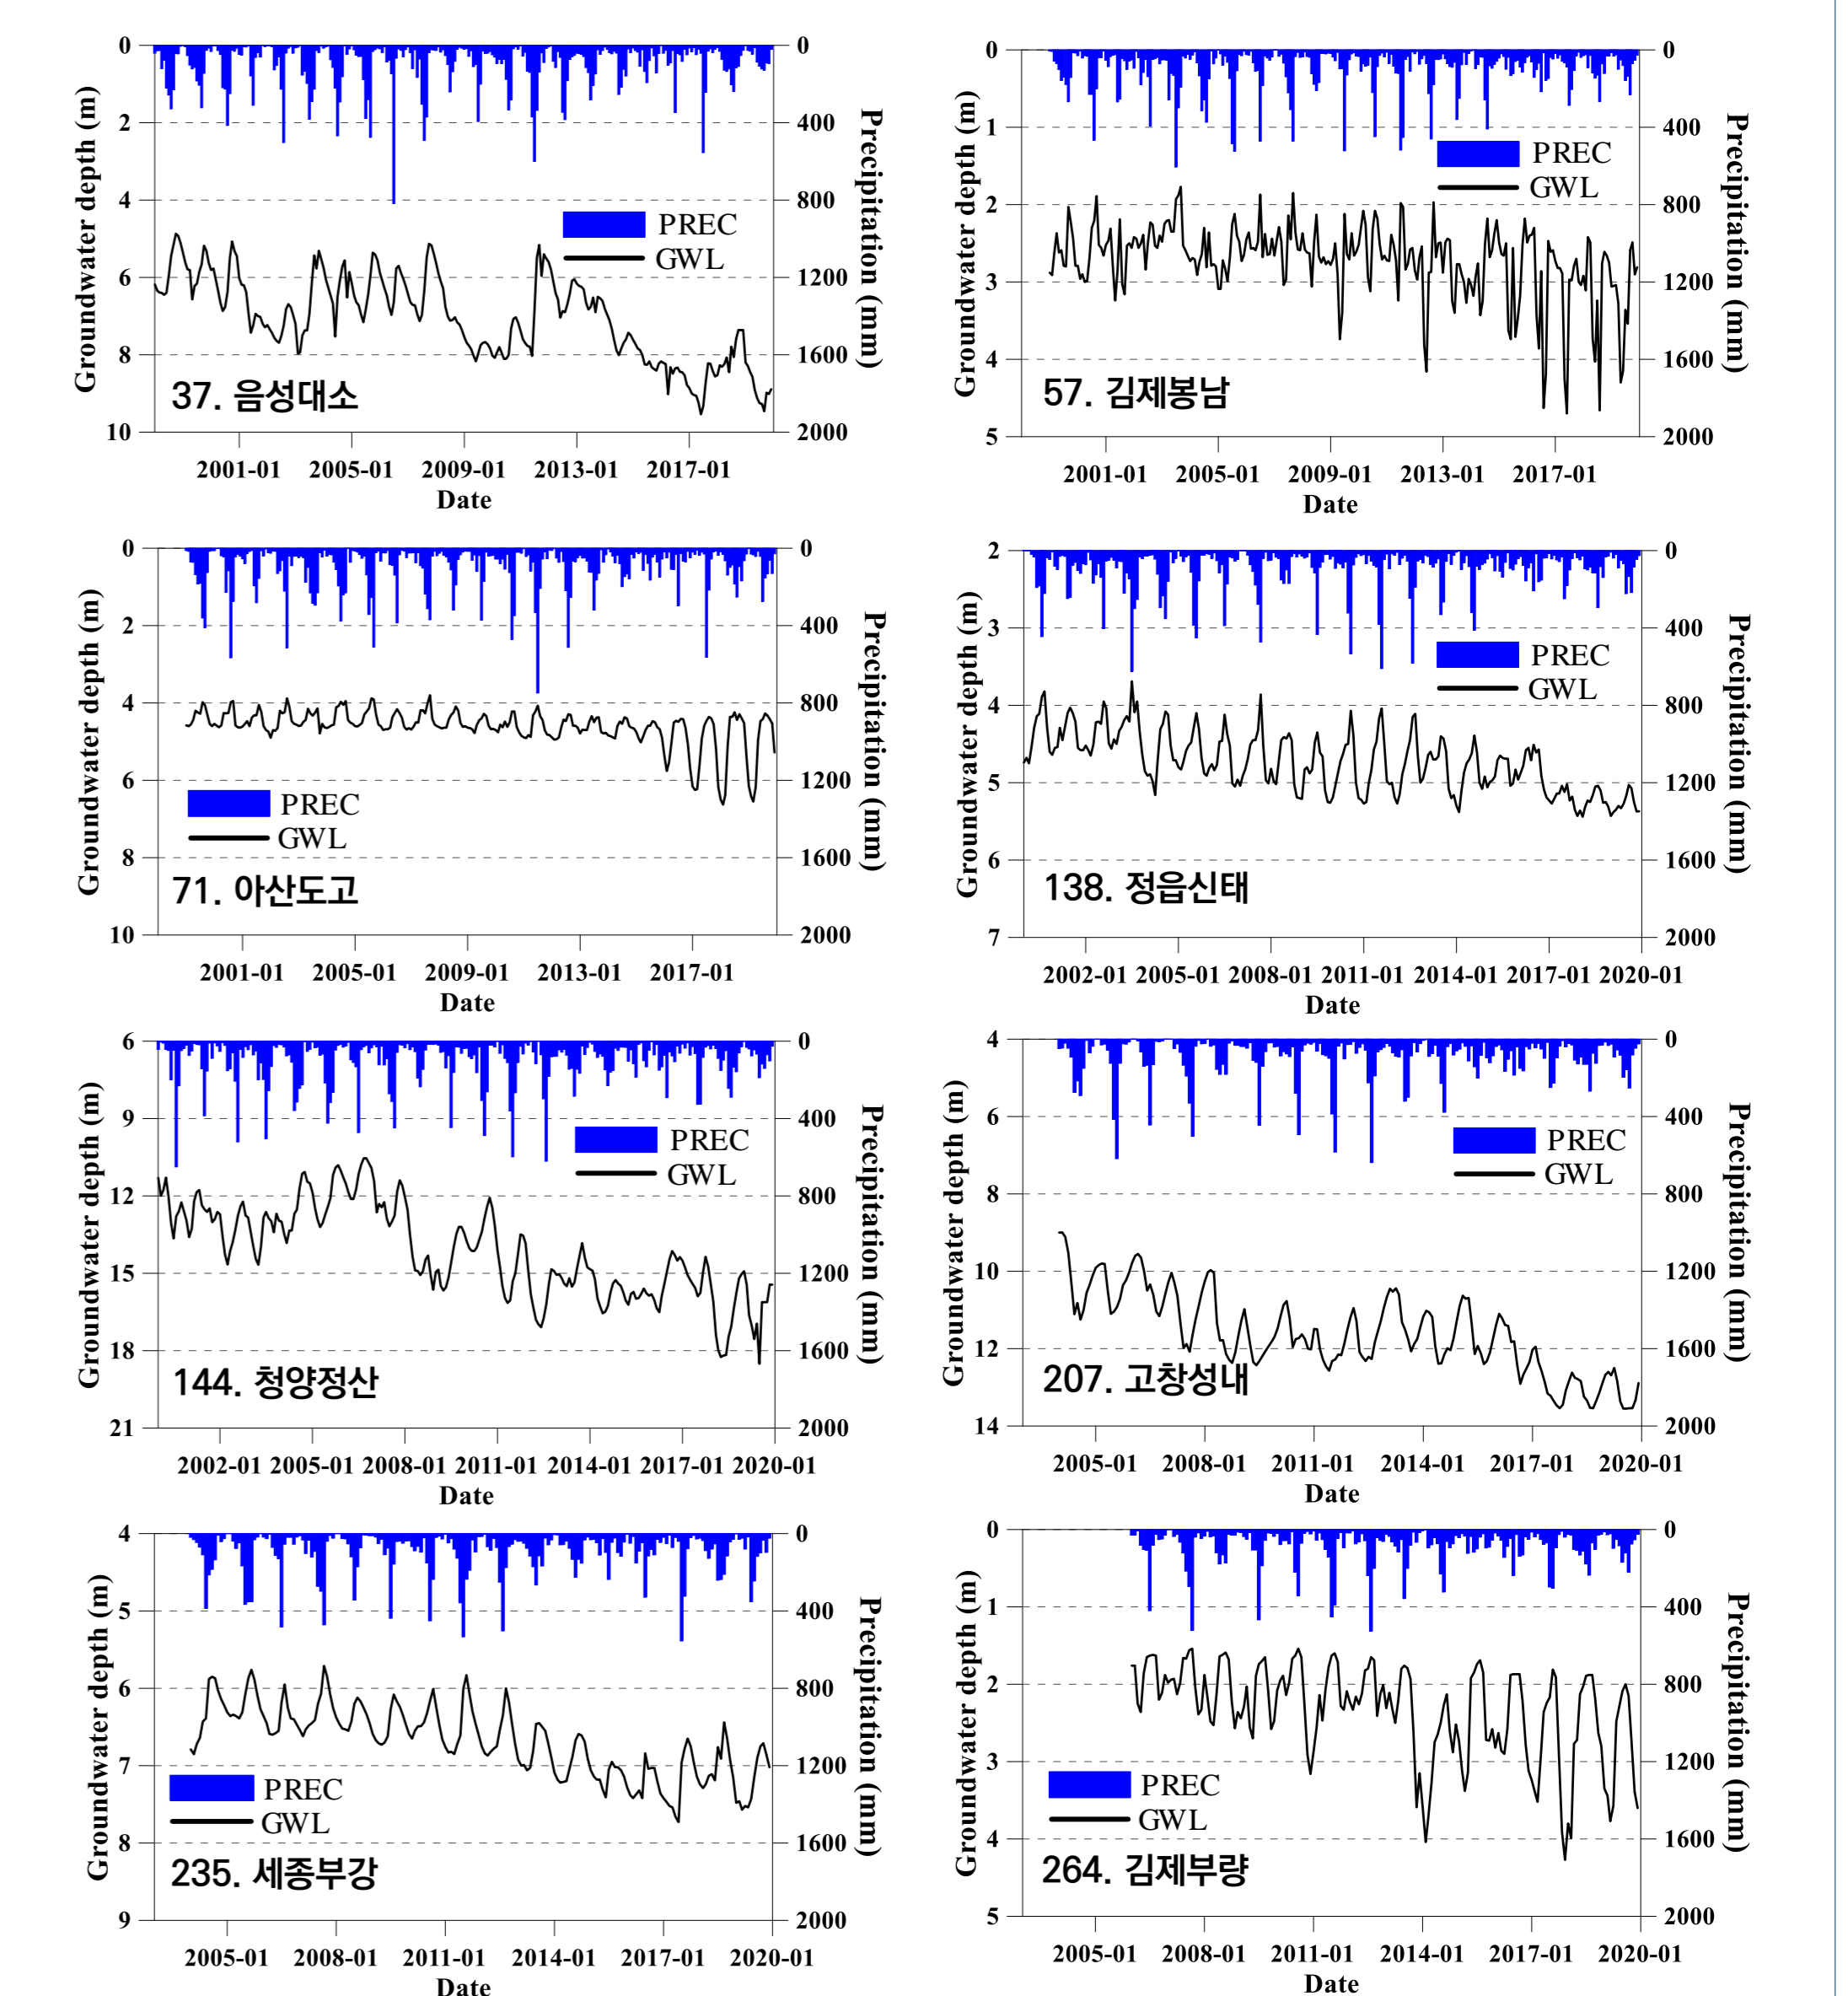 0
2
4
6
8
10
Groundwater depth (m)
0
400
800
1200
1600
2000
Precipitation (mm)
PREC
GWL
37. 음성대소
2001-01 2005-01 2009-01 2013-01 2017-01
Date
0
1
2
3
4
5
Groundwater depth (m)
0
400
800
1200
1600
2000
Precipitation (mm)
PREC
GWL
57. 김제봉남
2001-01 2005-01 2009-01 2013-01 2017-01
Date
0
2
4
6
8
10
Groundwater depth (m)
0
400
800
1200
1600
2000
Precipitation (mm)
PREC
GWL
71. 아산도고
2001-01 2005-01 2009-01 2013-01 2017-01
Date
2
3
4
5
6
7
Groundwater depth (m)
0
400
800
1200
1600
2000
Precipitation (mm)
PREC
GWL
138. 정읍신태
2002-01 2005-01 2008-01 2011-01 2014-01 2017-01 2020-01
Date
6
9
12
15
18
21
Groundwater depth (m)
0
400
800
1200
1600
2000
Precipitation (mm)
PREC
GWL
144. 청양정산
2002-01 2005-01 2008-01 2011-01 2014-01 2017-01 2020-01
Date
4
6
8
10
12
14
Groundwater depth (m)
0
400
800
1200
1600
2000
Precipitation (mm)
PREC
GWL
207. 고창성내
2005-01 2008-01 2011-01 2014-01 2017-01 2020-01
Date
4
5
6
7
8
9
Groundwater depth (m)
0
400
800
1200
1600
2000
Precipitation (mm)
PREC
GWL
235. 세종부강
2005-01 2008-01 2011-01 2014-01 2017-01 2020-01
Date
0
1
2
3
4
5
Groundwater depth (m)
0
400
800
1200
1600
2000
Precipitation (mm)
PREC
GWL
264. 김제부량
2005-01 2008-01 2011-01 2014-01 2017-01 2020-01
Date